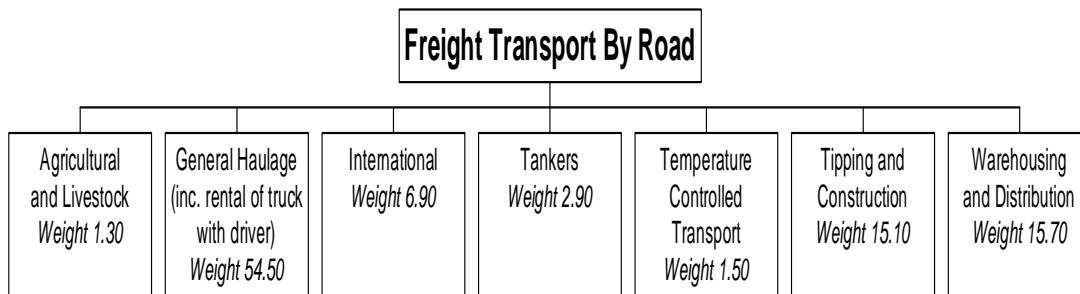 Freight Transport By Road
Agricultural
and Livestock
Weight 1.30
General Haulage
(inc. rental of truck
with driver)
Weight 54.50
International
Weight 6.90
Tankers
Weight 2.90
Temperature
Controlled
Transport
Weight 1.50
Tipping and
Construction
Weight 15.10
Warehousing
and Distribution
Weight 15.70